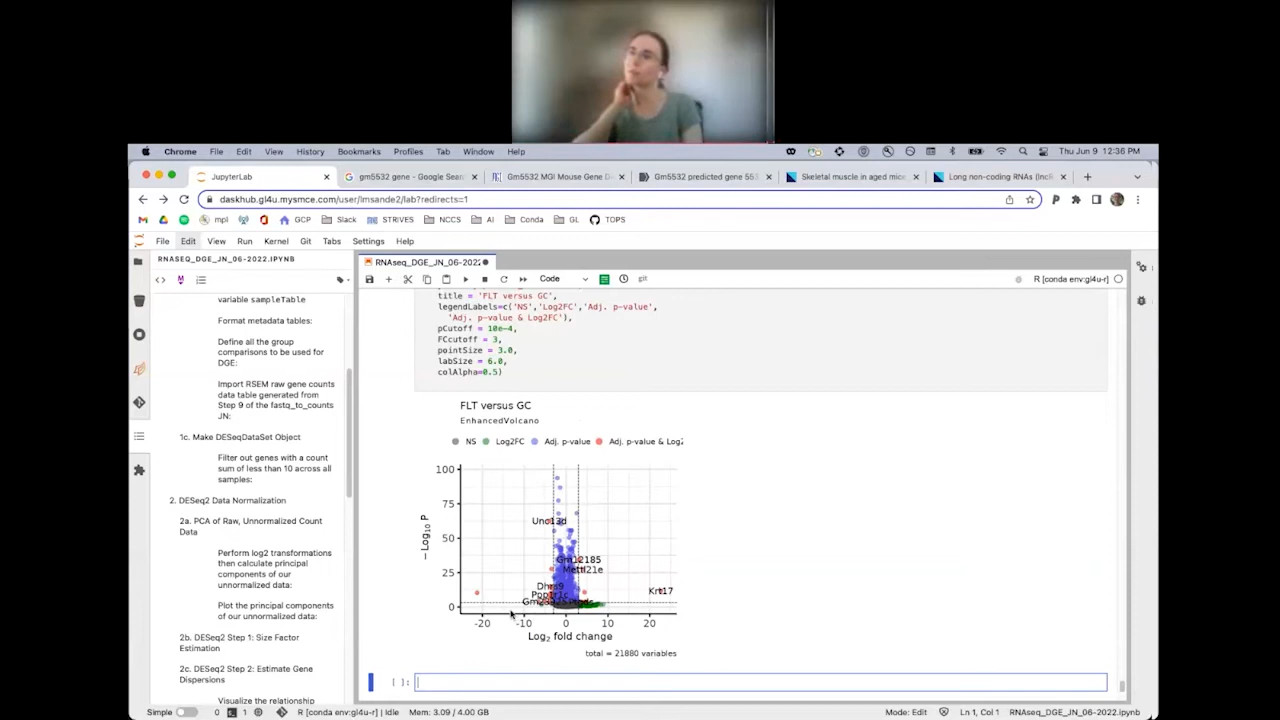 Chrome File Edit View History Bookmarks Profiles Tab Window Help Thu Jun 9 12:36 PM
JupyterLab gm5532 gene - Google Sear Gm5532 MGI Mouse Gene D Gm5532 predicted gene 553 Skeletal muscle in aged mice Long non-coding RNAs (lncR
daskhub.gl4u.mysmce.com/user/lmsande2/lab?redirects=1
mpl GCP Slack STRIVES NCCS AI Conda GL TOPS
File Edit View Run Kernel Git Tabs Settings Help
RNASEQ_DGE_JN_06-2022.IPYNB
RNAseq_DGE_JN_06-2022
Code
R [conda env:gl4u-r]
variable sampleTable
Format metadata tables:
Define all the group
comparisons to be used for
DGE:
Import RSEM raw gene counts
data table generated from
Step 9 of the fastq_to_counts
JN:
1c. Make DESeqDataSet Object
Filter out genes with a count
sum of less than 10 across all
samples:
2. DESeq2 Data Normalization
2a. PCA of Raw, Unnormalized Count
Data
Perform log2 transformations
then calculate principal
components of our
unnormalized data:
Plot the principal components
of our unnormalized data:
2b. DESeq2 Step 1: Size Factor
Estimation
2c. DESeq2 Step 2: Estimate Gene
Dispersions
Visualize the relationship
title = 'FLT versus GC',
legendLabels=c('NS','Log2FC','Adj. p-value',
'Adj. p-value & Log2FC'),
pCutoff = 10e-4,
FCcutoff = 3,
pointSize = 3.0,
labSize = 6.0,
colAlpha=0.5)
FLT versus GC
EnhancedVolcano
NS Log2FC Adj. p-value Adj. p-value & Log2
100
75
50
25
0
− Log10 P
Unc13d
Gm12185
Mettl21e
Dhrs9
Krt17
-20 -10 0 10 20
Log2 fold change
total = 21880 variables
[ ]:
Simple 0 1 R [conda env:gl4u-r] | Idle Mem: 3.09 / 4.00 GB Mode: Edit Ln 1, Col 1 RNAseq_DGE_JN_06-2022.ipynb